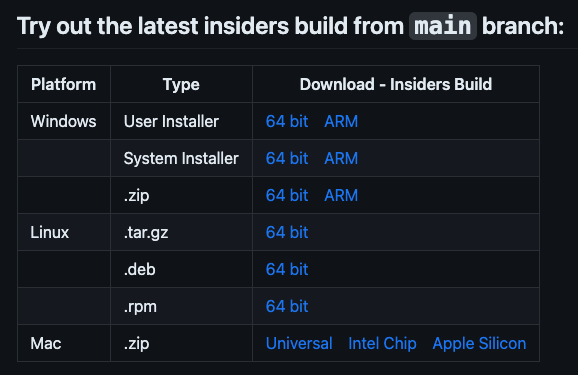 Try out the latest insiders build from main branch:
Platform Type Download - Insiders Build
Windows User Installer 64 bit ARM
System Installer 64 bit ARM
.zip 64 bit ARM
Linux .tar.gz 64 bit
.deb 64 bit
.rpm 64 bit
Mac .zip Universal Intel Chip Apple Silicon